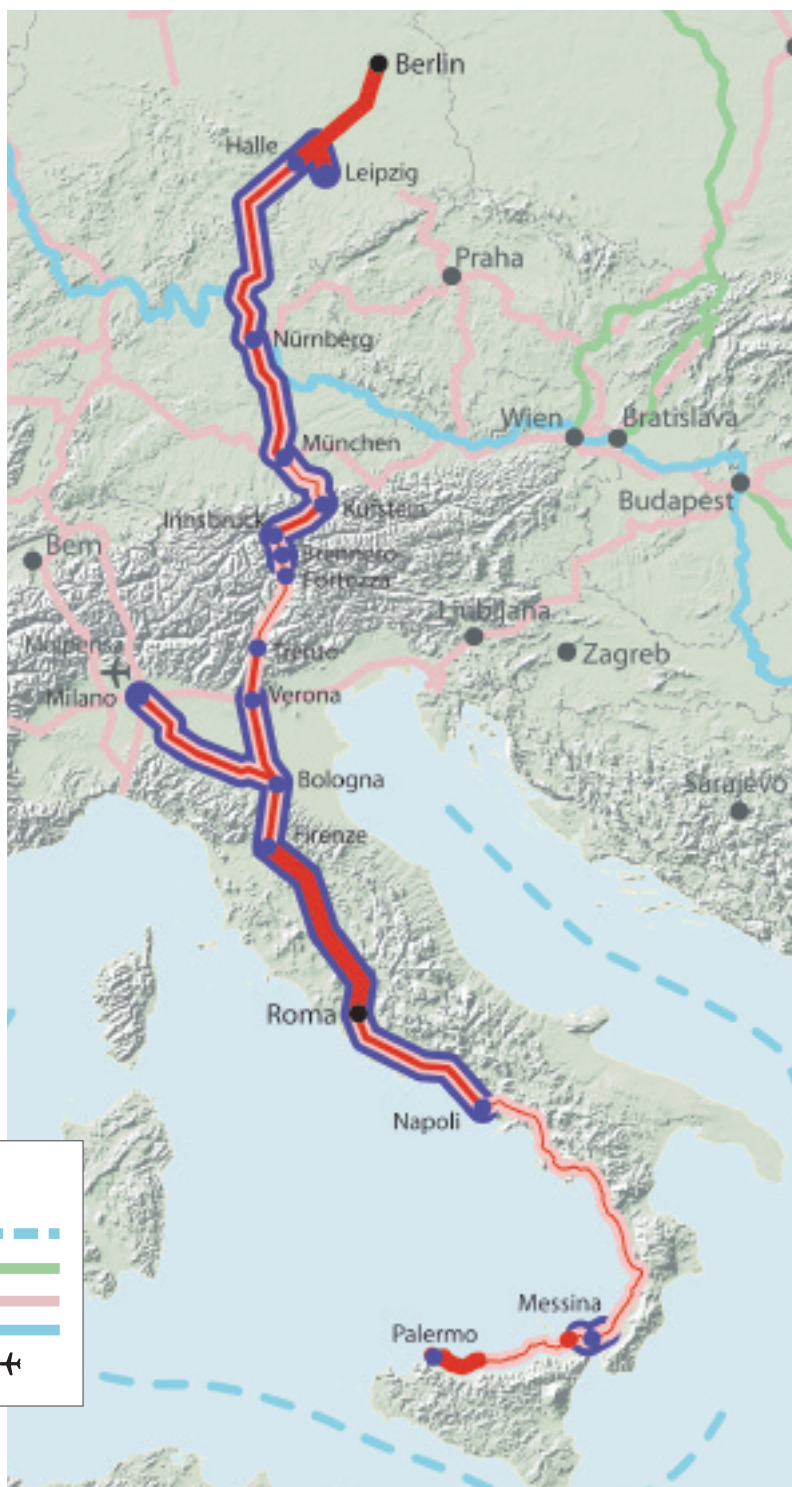 Berlin
Halle
Leipzig
Praha
Nürnberg
Wien
Bratislava
München
Budapest
Kufstein
Innsbruck
Bern
Brennero
Fortezza
Ljubljana
Malpensa
Trento
Zagreb
Milano
Verona
Bologna
Sarajevo
Firenze
Roma
Napoli
Messina
Palermo